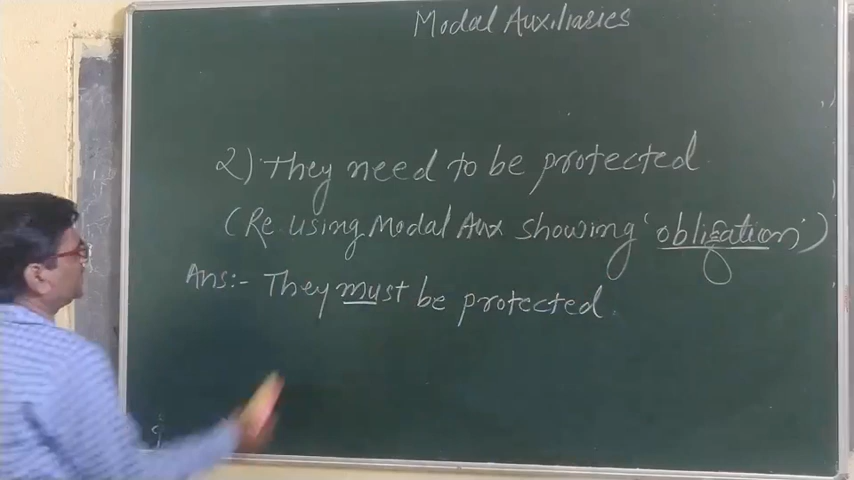 Modal Auxiliaries
2) They need to be protected
(Re using Modal Aux showing 'obligation')
Ans:- They must be protected.